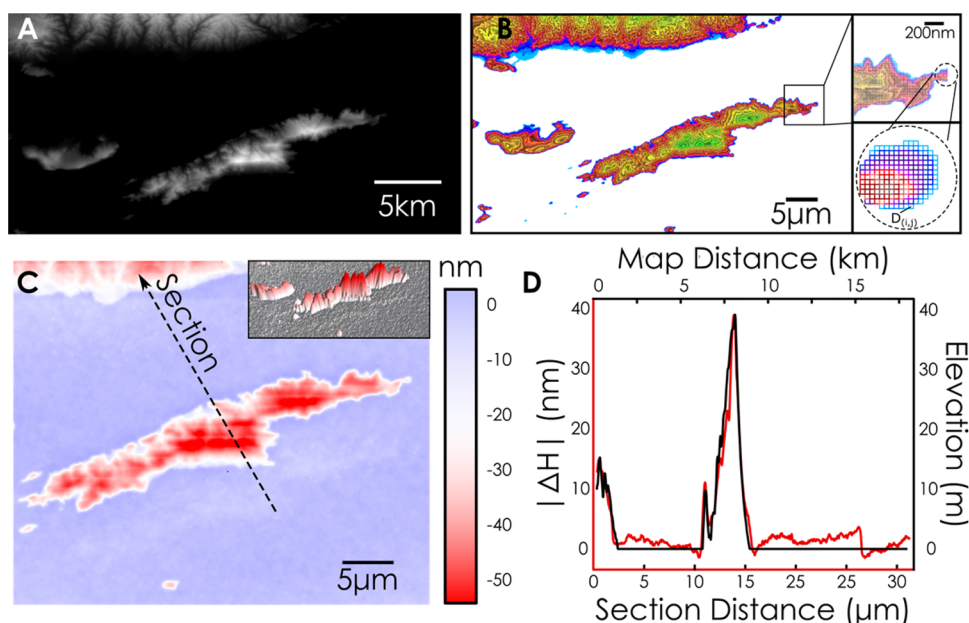 A
5km
B
5µm
200nm
D(i,j)
C
Section
5µm
nm
0
-10
-20
-30
-40
-50
D
Map Distance (km)
0 5 10 15
|ΔH| (nm)
40
30
20
10
0
40
30
20
10
0
Elevation (m)
0 5 10 15 20 25 30
Section Distance (µm)